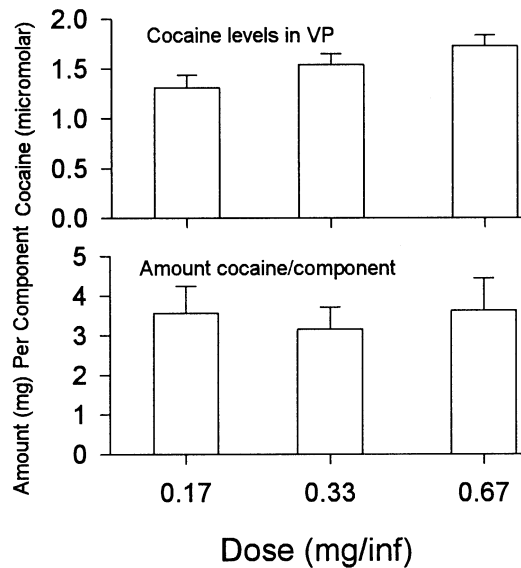 Cocaine (micromolar)
2.0
1.5
1.0
0.5
0.0
Cocaine levels in VP
Amount (mg) Per Component
5
4
3
2
1
0
Amount cocaine/component
0.17 0.33 0.67
Dose (mg/inf)